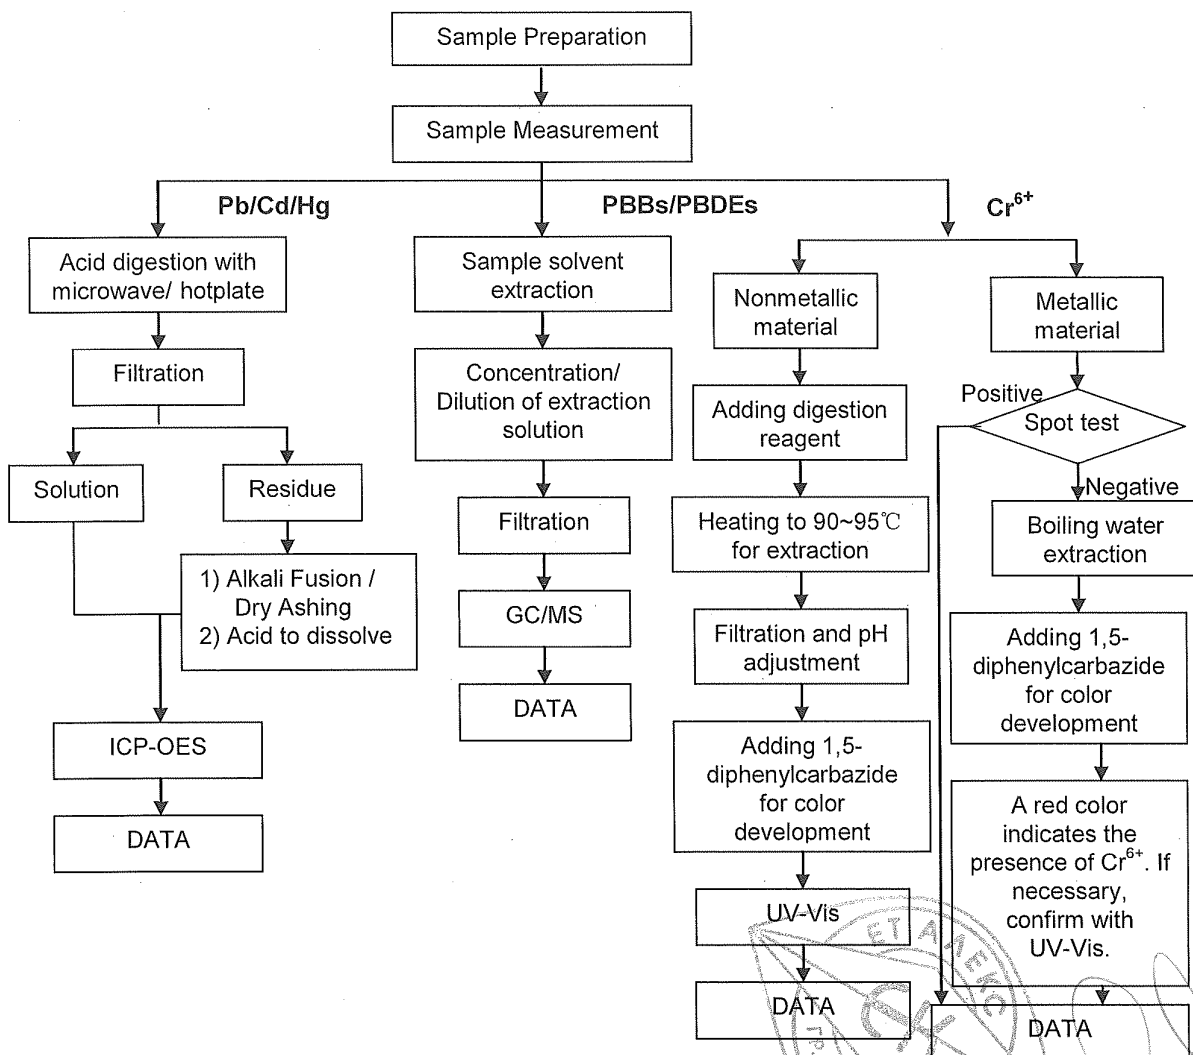 Sample Preparation
Sample Measurement
Pb/Cd/Hg
PBBs/PBDEs
Cr⁶⁺
Acid digestion with
microwave/ hotplate
Filtration
Solution
Residue
1) Alkali Fusion /
Dry Ashing
2) Acid to dissolve
ICP-OES
DATA
Sample solvent
extraction
Concentration/
Dilution of extraction
solution
Filtration
GC/MS
DATA
Nonmetallic
material
Adding digestion
reagent
Heating to 90~95℃
for extraction
Filtration and pH
adjustment
Adding 1,5-
diphenylcarbazide
for color
development
UV-Vis
DATA
Metallic
material
Positive
Spot test
Negative
Boiling water
extraction
Adding 1,5-
diphenylcarbazide
for color
development
A red color
indicates the
presence of Cr⁶⁺. If
necessary,
confirm with
UV-Vis.
DATA
ЕТ АЛЕКС